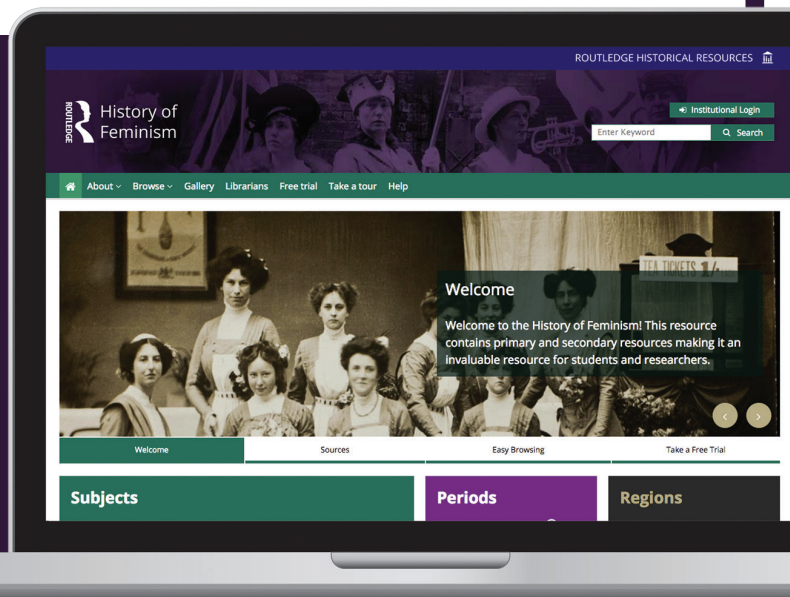 ROUTLEDGE HISTORICAL RESOURCES
ROUTLEDGE
History of
Feminism
Institutional Login
Enter Keyword
Search
About
Browse
Gallery
Librarians
Free trial
Take a tour
Help
TEA TICKETS 1/-
Welcome
Welcome to the History of Feminism! This resource
contains primary and secondary resources making it an
invaluable resource for students and researchers.
Welcome
Sources
Easy Browsing
Take a Free Trial
Subjects
Periods
Regions